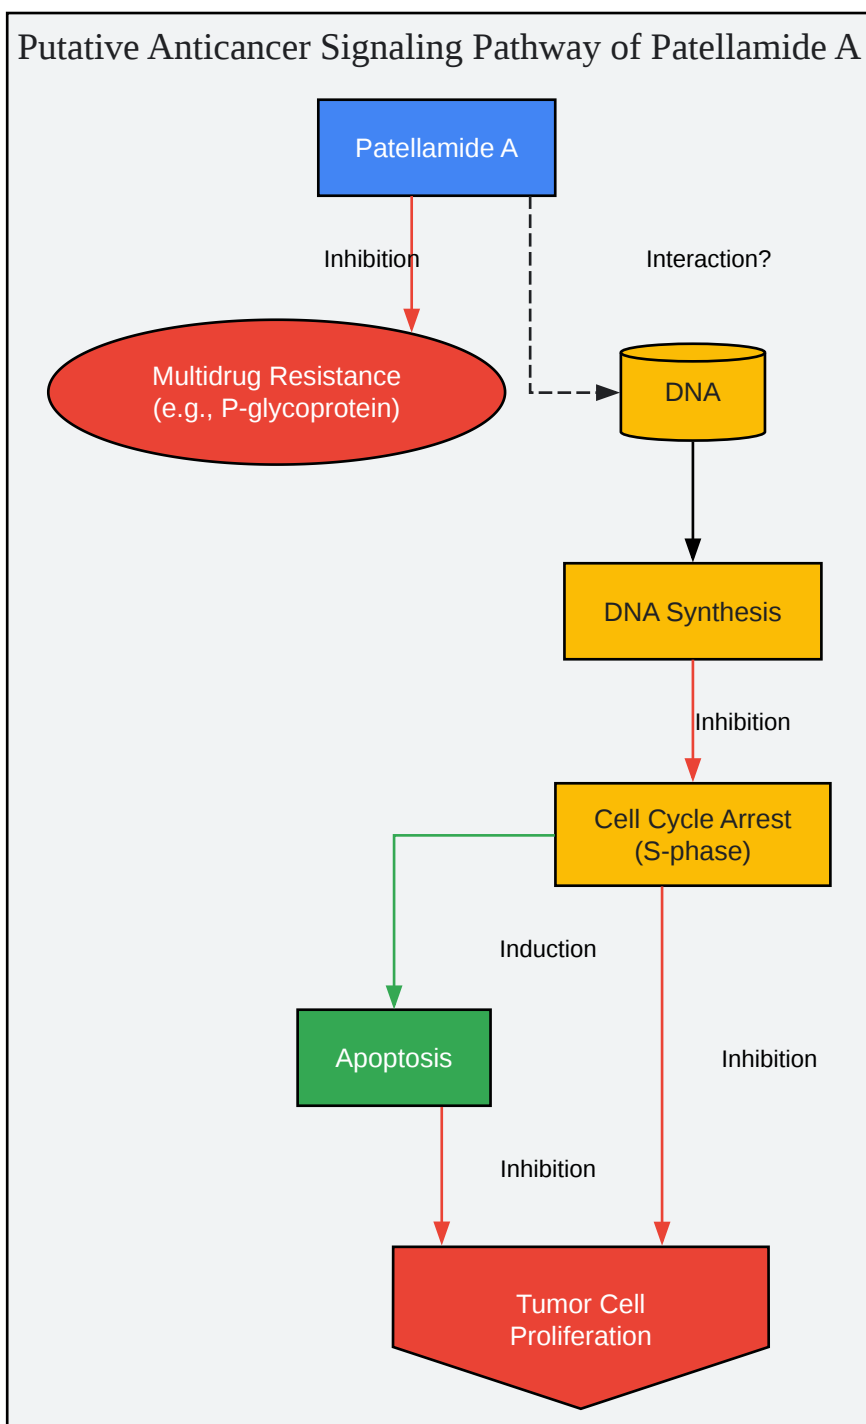 Putative Anticancer Signaling Pathway of Patellamide A
Patellamide A
Inhibition
Interaction?
Multidrug Resistance
(e.g., P-glycoprotein)
DNA
DNA Synthesis
Inhibition
Cell Cycle Arrest
(S-phase)
Induction
Apoptosis
Inhibition
Inhibition
Tumor Cell
Proliferation